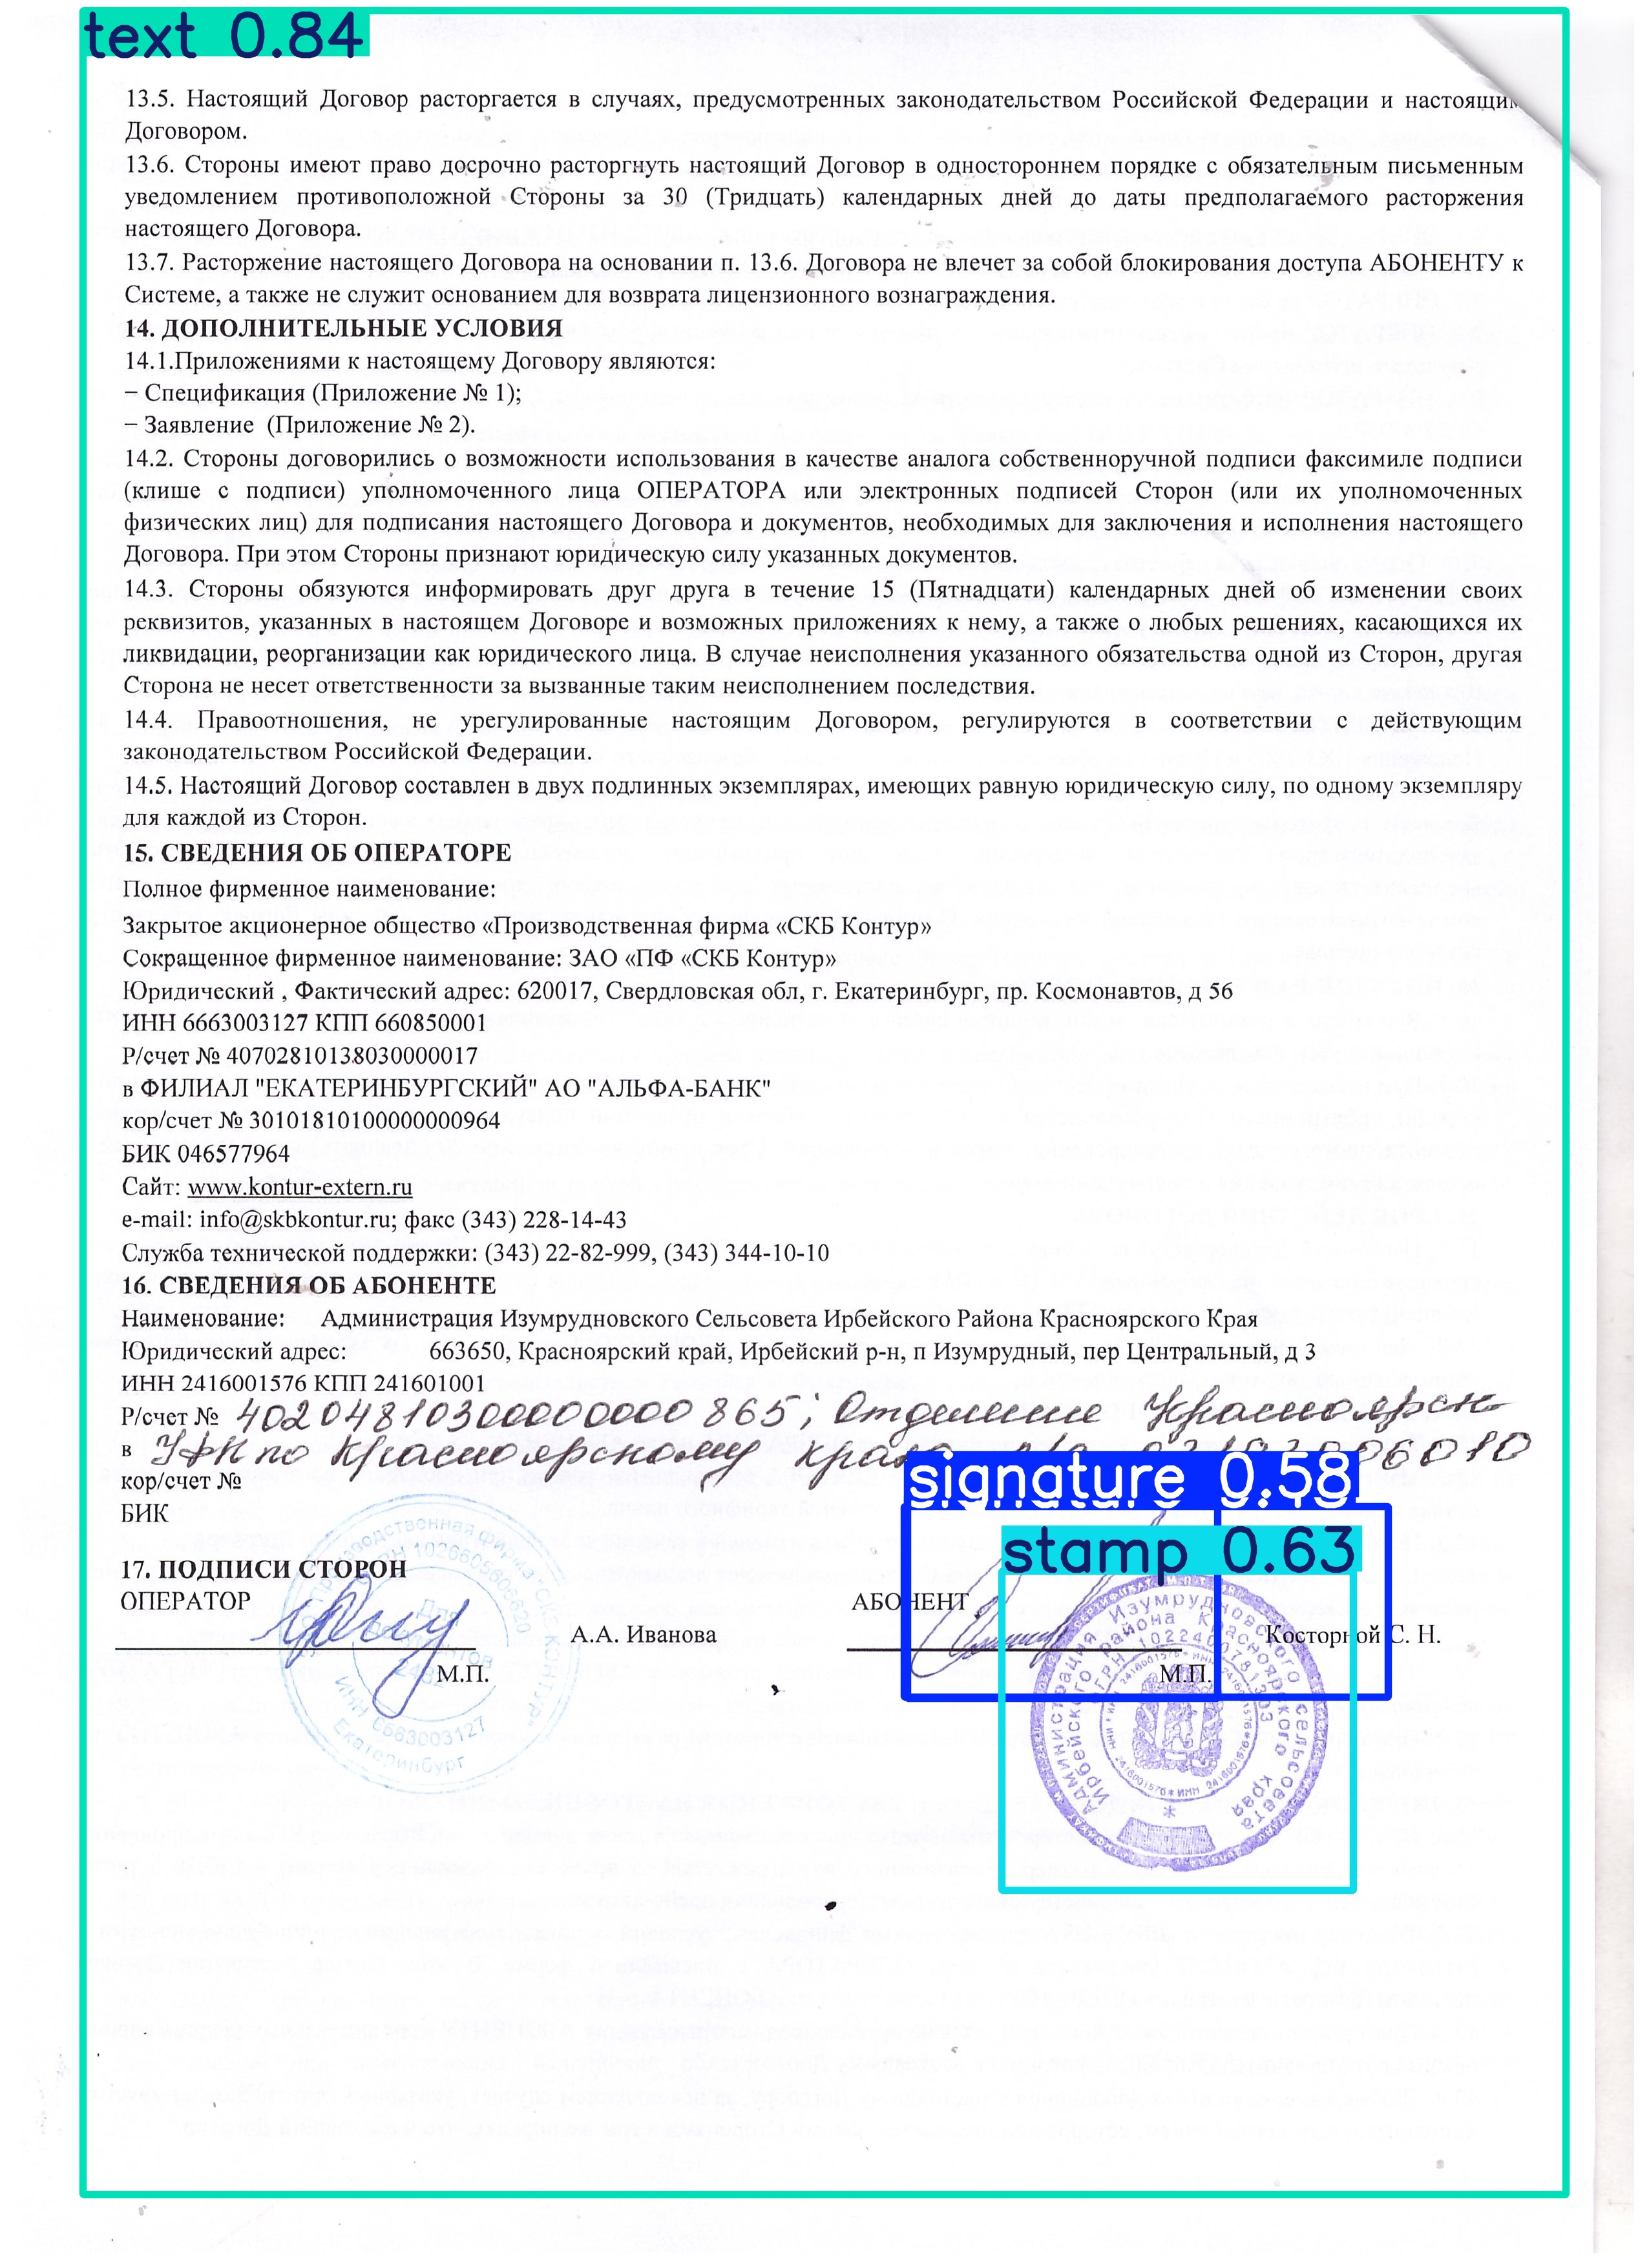 text 0.84
13.5. Настоящий Договор расторгается в случаях, предусмотренных законодательством Российской Федерации и настоящим
Договором.
13.6. Стороны имеют право досрочно расторгнуть настоящий Договор в одностороннем порядке с обязательным письменным
уведомлением противоположной Стороны за 30 (Тридцать) календарных дней до даты предполагаемого расторжения
настоящего Договора.
13.7. Расторжение настоящего Договора на основании п. 13.6. Договора не влечет за собой блокирования доступа АБОНЕНТУ к
Системе, а также не служит основанием для возврата лицензионного вознаграждения.
14. ДОПОЛНИТЕЛЬНЫЕ УСЛОВИЯ
14.1.Приложениями к настоящему Договору являются:
− Спецификация (Приложение № 1);
− Заявление (Приложение № 2).
14.2. Стороны договорились о возможности использования в качестве аналога собственноручной подписи факсимиле подписи
(клише с подписи) уполномоченного лица ОПЕРАТОРА или электронных подписей Сторон (или их уполномоченных
физических лиц) для подписания настоящего Договора и документов, необходимых для заключения и исполнения настоящего
Договора. При этом Стороны признают юридическую силу указанных документов.
14.3. Стороны обязуются информировать друг друга в течение 15 (Пятнадцати) календарных дней об изменении своих
реквизитов, указанных в настоящем Договоре и возможных приложениях к нему, а также о любых решениях, касающихся их
ликвидации, реорганизации как юридического лица. В случае неисполнения указанного обязательства одной из Сторон, другая
Сторона не несет ответственности за вызванные таким неисполнением последствия.
14.4. Правоотношения, не урегулированные настоящим Договором, регулируются в соответствии с действующим
законодательством Российской Федерации.
14.5. Настоящий Договор составлен в двух подлинных экземплярах, имеющих равную юридическую силу, по одному экземпляру
для каждой из Сторон.
15. СВЕДЕНИЯ ОБ ОПЕРАТОРЕ
Полное фирменное наименование:
Закрытое акционерное общество «Производственная фирма «СКБ Контур»
Сокращенное фирменное наименование: ЗАО «ПФ «СКБ Контур»
Юридический , Фактический адрес: 620017, Свердловская обл, г. Екатеринбург, пр. Космонавтов, д 56
ИНН 6663003127 КПП 660850001
Р/счет № 40702810138030000017
в ФИЛИАЛ "ЕКАТЕРИНБУРГСКИЙ" АО "АЛЬФА-БАНК"
кор/счет № 30101810100000000964
БИК 046577964
Сайт: www.kontur-extern.ru
e-mail: info@skbkontur.ru; факс (343) 228-14-43
Служба технической поддержки: (343) 22-82-999, (343) 344-10-10
16. СВЕДЕНИЯ ОБ АБОНЕНТЕ
Наименование: Администрация Изумрудновского Сельсовета Ирбейского Района Красноярского Края
Юридический адрес: 663650, Красноярский край, Ирбейский р-н, п Изумрудный, пер Центральный, д 3
ИНН 2416001576 КПП 241601001
Р/счет № 40204810300000000865; Отделение Красноярск
в УФК по Красноярскому краю
кор/счет №
БИК
signature 0.58
stamp 0.63
17. ПОДПИСИ СТОРОН
ОПЕРАТОР
АБОНЕНТ
А.А. Иванова
Косторной С. Н.
М.П.
М.П.
Производственная фирма "СКБ КОНТУР"
ИНН 6663003127
Екатеринбург
Администрация Изумрудновского сельсовета
Ирбейского района Красноярского края
ОГРН 1022400781303
ИНН 2416001576 * ИНН 2416001576 *